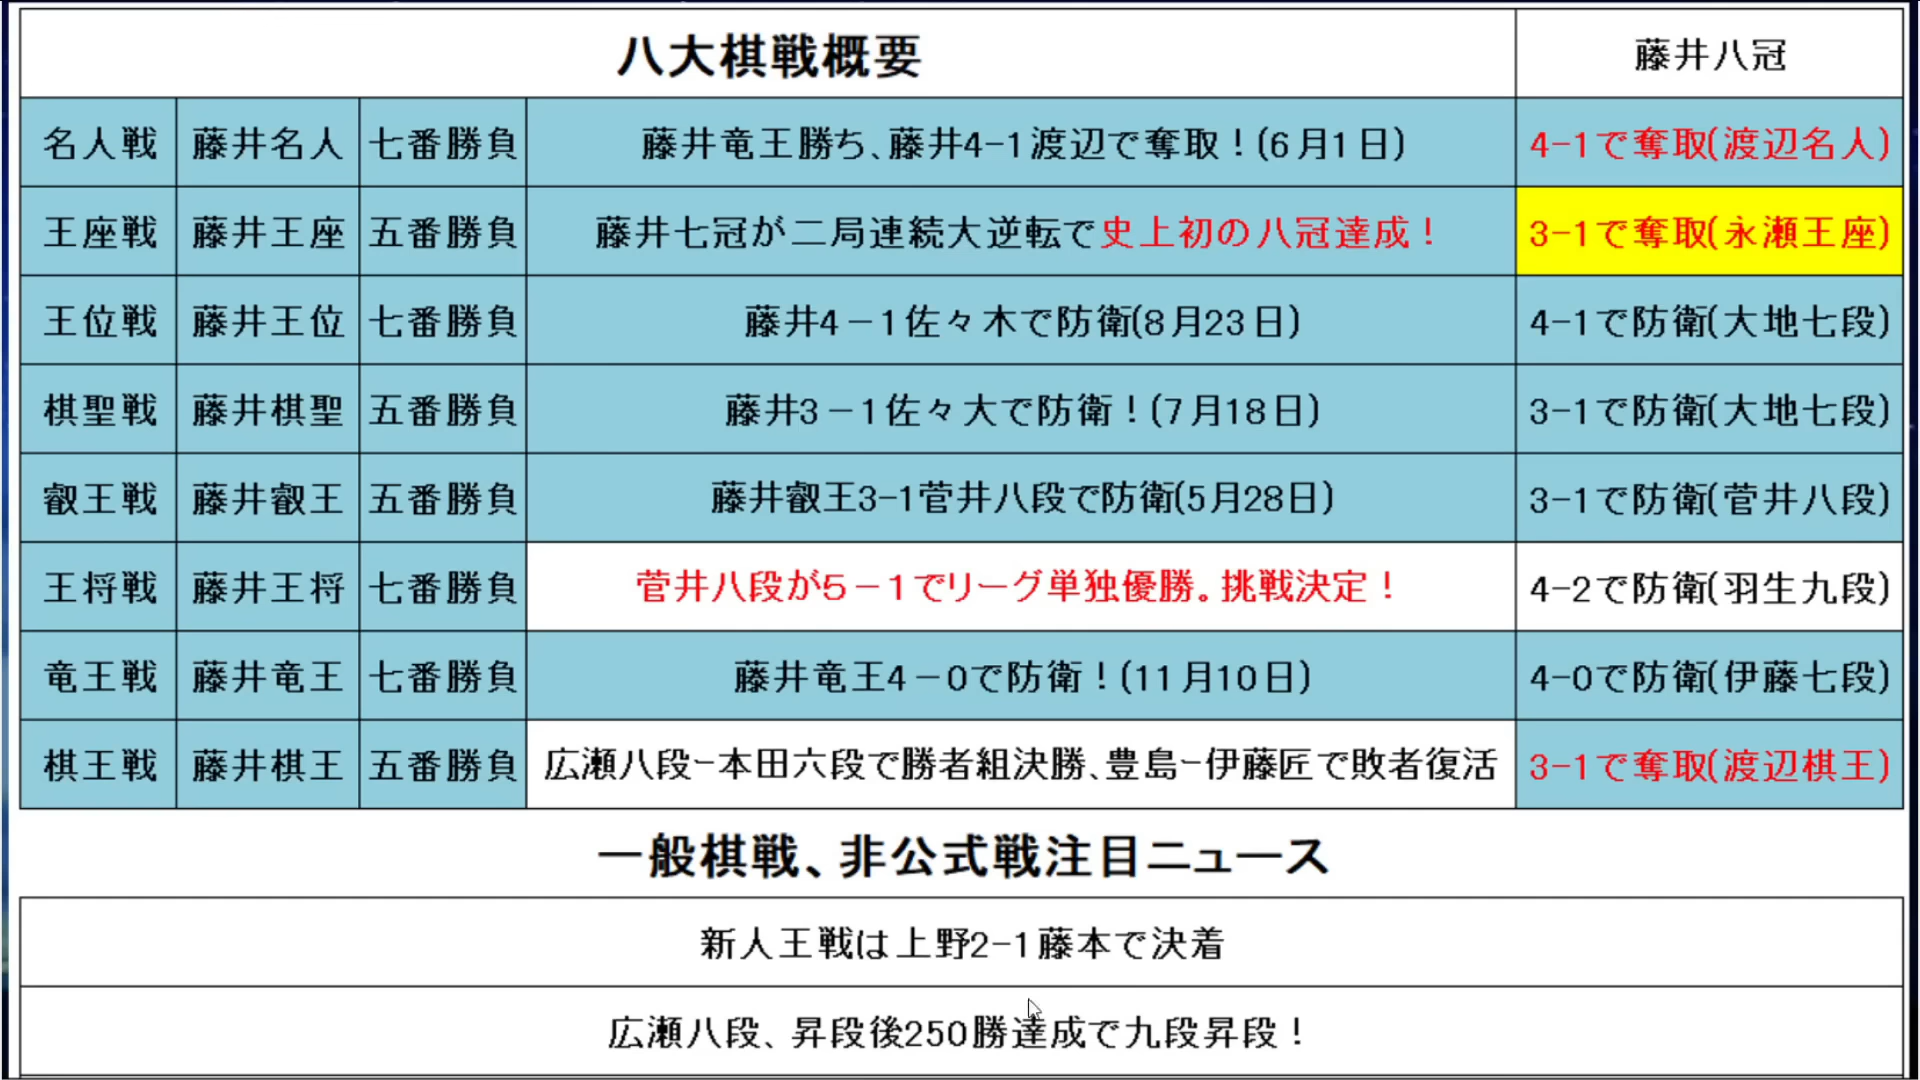 八大棋戦概要 藤井八冠
名人戦 藤井名人 七番勝負 藤井竜王勝ち、藤井4-1渡辺で奪取！(6月1日) 4-1で奪取(渡辺名人)
王座戦 藤井王座 五番勝負 藤井七冠が二局連続大逆転で史上初の八冠達成！ 3-1で奪取(永瀬王座)
王位戦 藤井王位 七番勝負 藤井4－1佐々木で防衛(8月23日) 4-1で防衛(大地七段)
棋聖戦 藤井棋聖 五番勝負 藤井3－1佐々大で防衛！(7月18日) 3-1で防衛(大地七段)
叡王戦 藤井叡王 五番勝負 藤井叡王3-1菅井八段で防衛(5月28日) 3-1で防衛(菅井八段)
王将戦 藤井王将 七番勝負 菅井八段が5－1でリーグ単独優勝。挑戦決定！ 4-2で防衛(羽生九段)
竜王戦 藤井竜王 七番勝負 藤井竜王4－0で防衛！(11月10日) 4-0で防衛(伊藤七段)
棋王戦 藤井棋王 五番勝負 広瀬八段-本田六段で勝者組決勝、豊島-伊藤匠で敗者復活 3-1で奪取(渡辺棋王)
一般棋戦、非公式戦注目ニュース
新人王戦は上野2-1藤本で決着
広瀬八段、昇段後250勝達成で九段昇段！